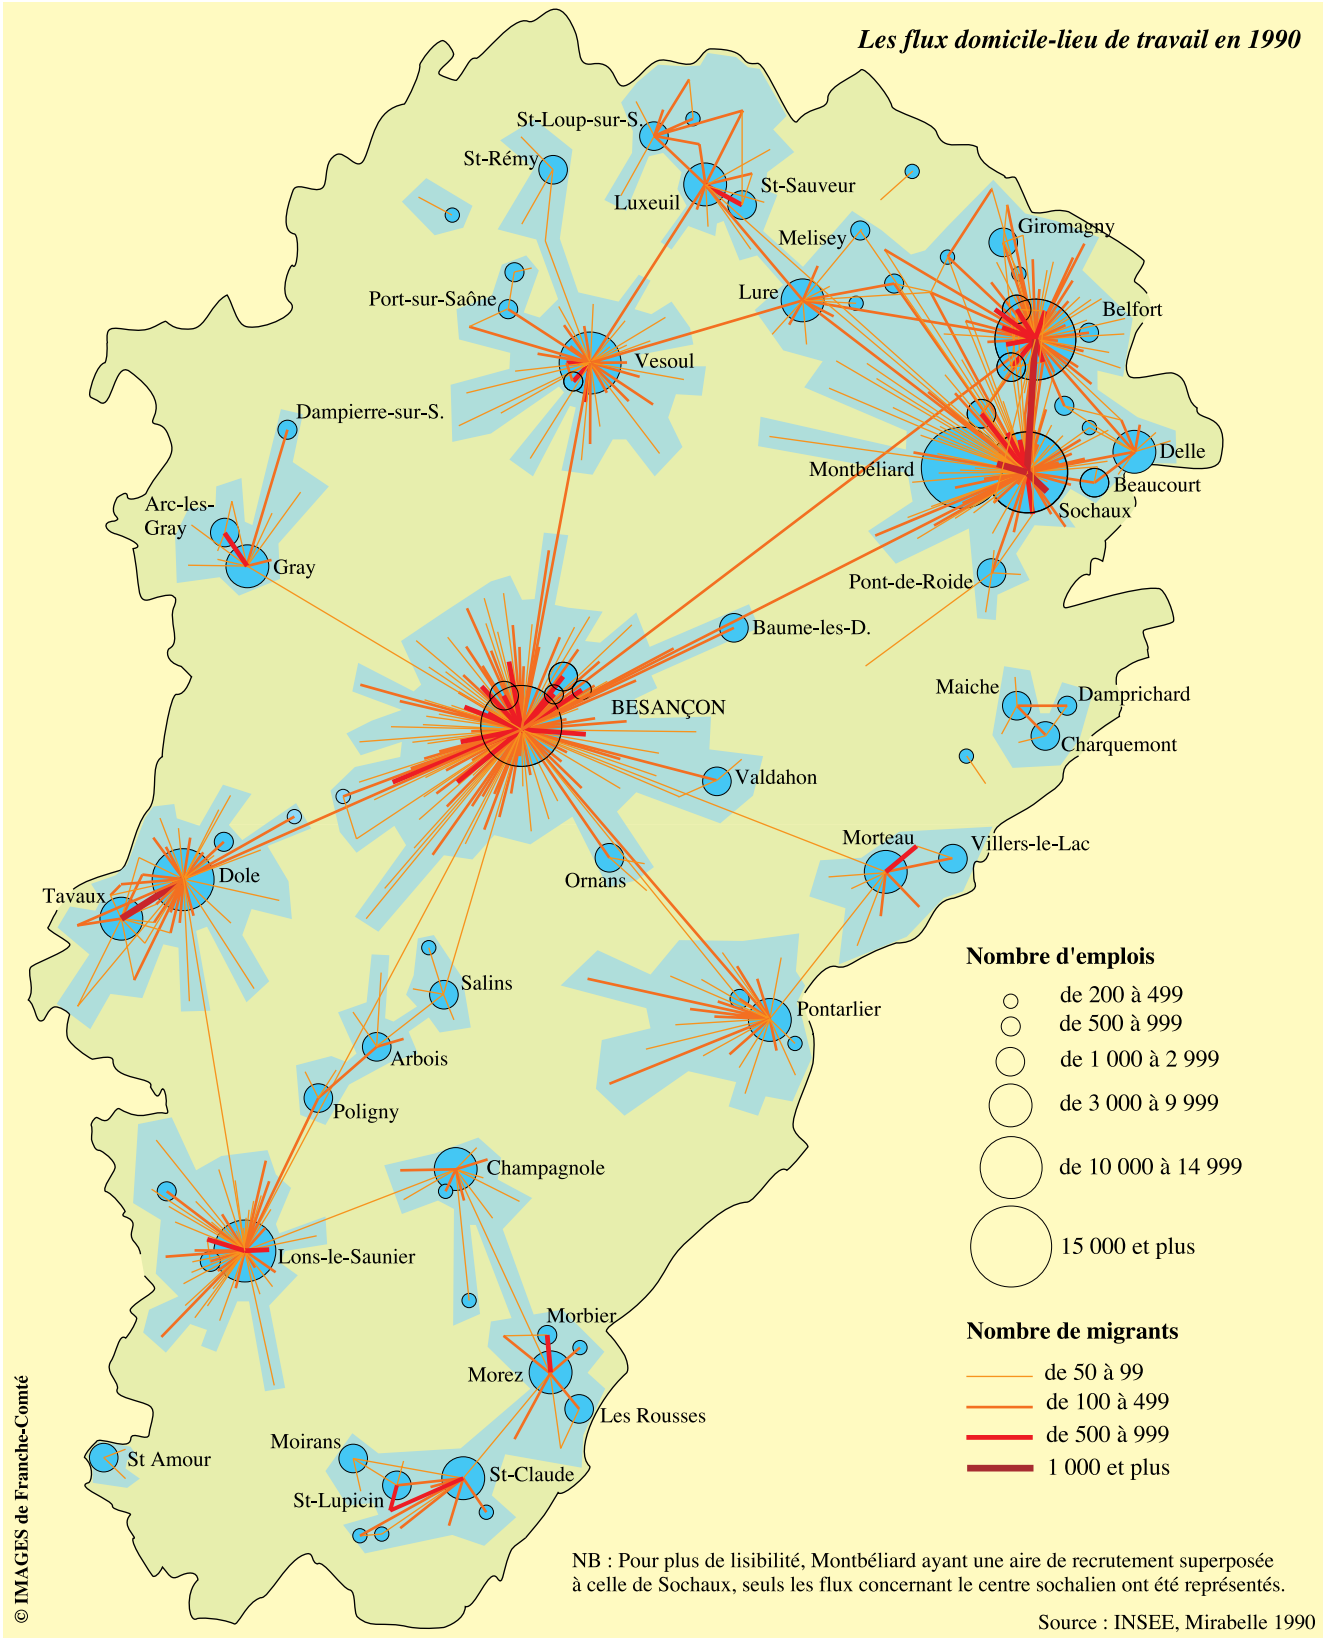 Les flux domicile-lieu de travail en 1990
St-Loup-sur-S.
St-Rémy
St-Sauveur
Luxeuil
Giromagny
Melisey
Lure
Port-sur-Saône
Belfort
Vesoul
Dampierre-sur-S.
Montbéliard
Delle
Beaucourt
Arc-les-
Gray
Sochaux
Gray
Pont-de-Roide
Baume-les-D.
Maiche
Damprichard
BESANÇON
Charquemont
Valdahon
Morteau
Villers-le-Lac
Dole
Ornans
Tavaux
Salins
Pontarlier
Arbois
Poligny
Champagnole
Lons-le-Saunier
Morbier
Morez
Les Rousses
Moirans
St Amour
St-Claude
St-Lupicin
Nombre d'emplois
de 200 à 499
de 500 à 999
de 1 000 à 2 999
de 3 000 à 9 999
de 10 000 à 14 999
15 000 et plus
Nombre de migrants
de 50 à 99
de 100 à 499
de 500 à 999
1 000 et plus
NB : Pour plus de lisibilité, Montbéliard ayant une aire de recrutement superposée
à celle de Sochaux, seuls les flux concernant le centre sochalien ont été représentés.
Source : INSEE, Mirabelle 1990
© IMAGES de Franche-Comté